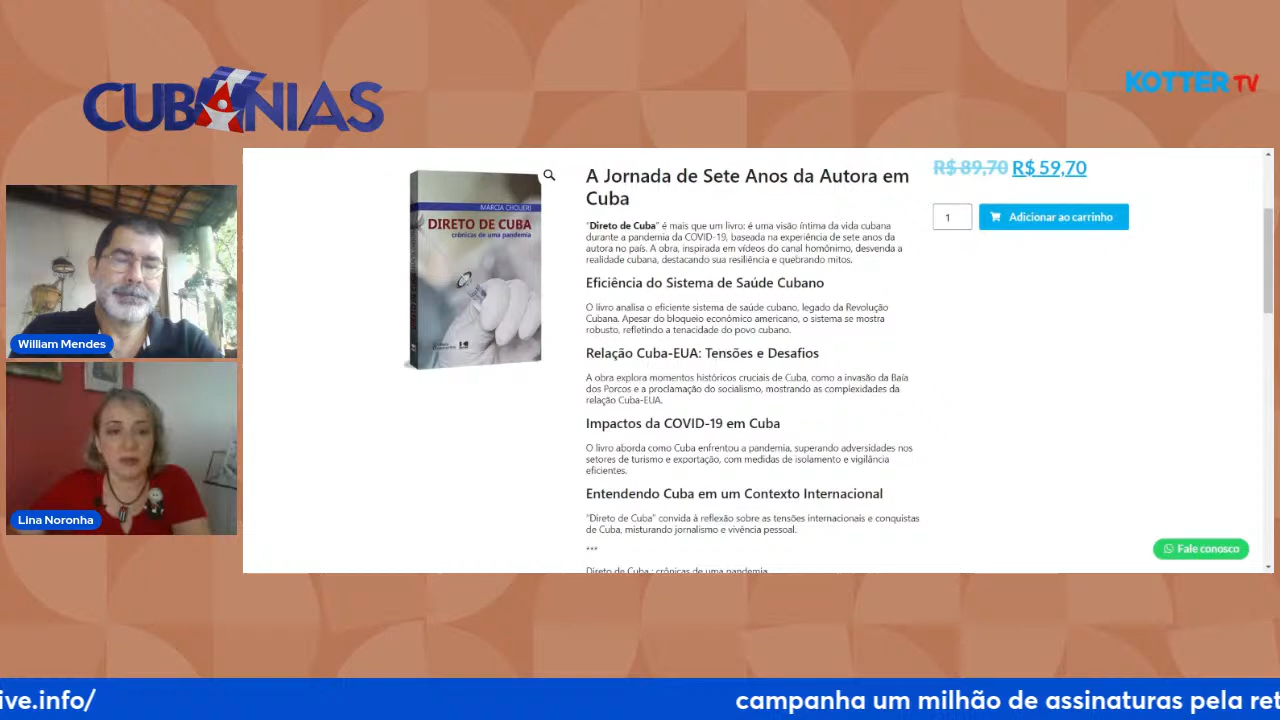 CUBANIAS
KOTTER TV
William Mendes
Lina Noronha
MÁRCIA CHOUERI
DIRETO DE CUBA
crônicas de uma pandemia
A Jornada de Sete Anos da Autora em
Cuba
“Direto de Cuba” é mais que um livro: é uma visão íntima da vida cubana
durante a pandemia da COVID-19, baseada na experiência de sete anos da
autora no país. A obra, inspirada em vídeos do canal homônimo, desvenda a
realidade cubana, destacando sua resiliência e quebrando mitos.
Eficiência do Sistema de Saúde Cubano
O livro analisa o eficiente sistema de saúde cubano, legado da Revolução
Cubana. Apesar do bloqueio econômico americano, o sistema se mostra
robusto, refletindo a tenacidade do povo cubano.
Relação Cuba-EUA: Tensões e Desafios
A obra explora momentos históricos cruciais de Cuba, como a invasão da Baía
dos Porcos e a proclamação do socialismo, mostrando as complexidades da
relação Cuba-EUA.
Impactos da COVID-19 em Cuba
O livro aborda como Cuba enfrentou a pandemia, superando adversidades nos
setores de turismo e exportação, com medidas de isolamento e vigilância
eficientes.
Entendendo Cuba em um Contexto Internacional
“Direto de Cuba” convida à reflexão sobre as tensões internacionais e conquistas
de Cuba, misturando jornalismo e vivência pessoal.
***
Direto de Cuba : crônicas de uma pandemia
R$ 89,70 R$ 59,70
1
Adicionar ao carrinho
Fale conosco
ive.info/
campanha um milhão de assinaturas pela ret